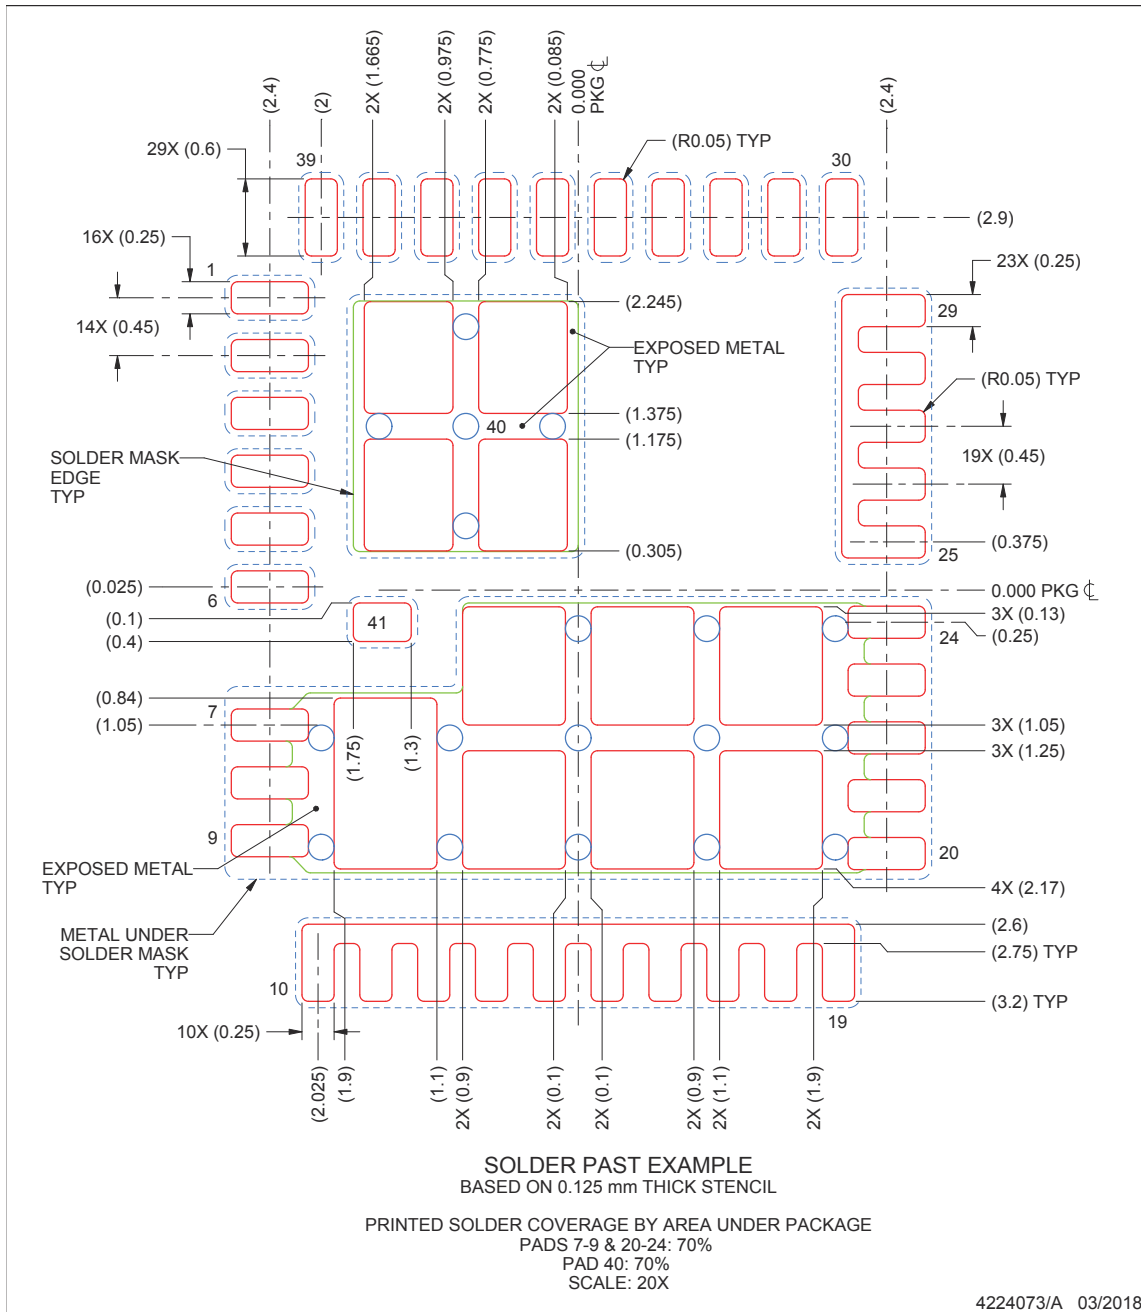 (2.4)
(2)
2X (1.665)
2X (0.975)
2X (0.775)
2X (0.085)
0.000
PKG ℄
(2.4)
29X (0.6)
39
(R0.05) TYP
30
(2.9)
16X (0.25)
1
23X (0.25)
14X (0.45)
(2.245)
29
EXPOSED METAL
TYP
(R0.05) TYP
(1.375)
40
(1.175)
SOLDER MASK
EDGE
TYP
19X (0.45)
(0.305)
25
(0.375)
(0.025)
6
0.000 PKG ℄
(0.1)
41
3X (0.13)
(0.4)
24
(0.25)
(0.84)
7
(1.05)
(1.75)
(1.3)
3X (1.05)
3X (1.25)
9
20
EXPOSED METAL
TYP
4X (2.17)
METAL UNDER
SOLDER MASK
TYP
(2.6)
(2.75) TYP
10
(3.2) TYP
19
10X (0.25)
(2.025)
(1.9)
(1.1)
2X (0.9)
2X (0.1)
2X (0.1)
2X (0.9)
2X (1.1)
2X (1.9)
SOLDER PAST EXAMPLE
BASED ON 0.125 mm THICK STENCIL
PRINTED SOLDER COVERAGE BY AREA UNDER PACKAGE
PADS 7-9 & 20-24: 70%
PAD 40: 70%
SCALE: 20X
4224073/A 03/2018